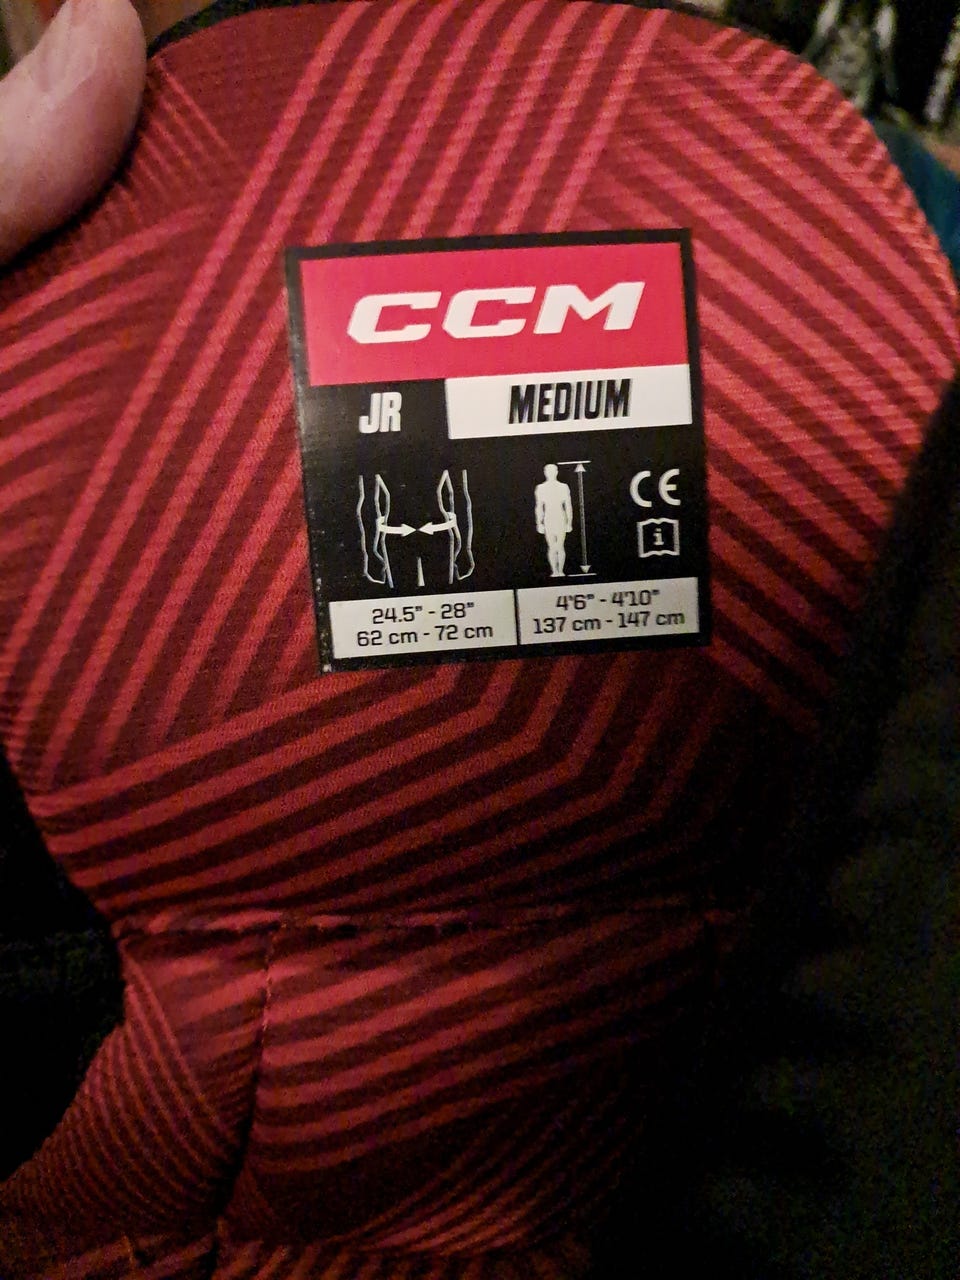 CCM
JR MEDIUM
CE
i
24.5" - 28"
62 cm - 72 cm
4'6" - 4'10"
137 cm - 147 cm